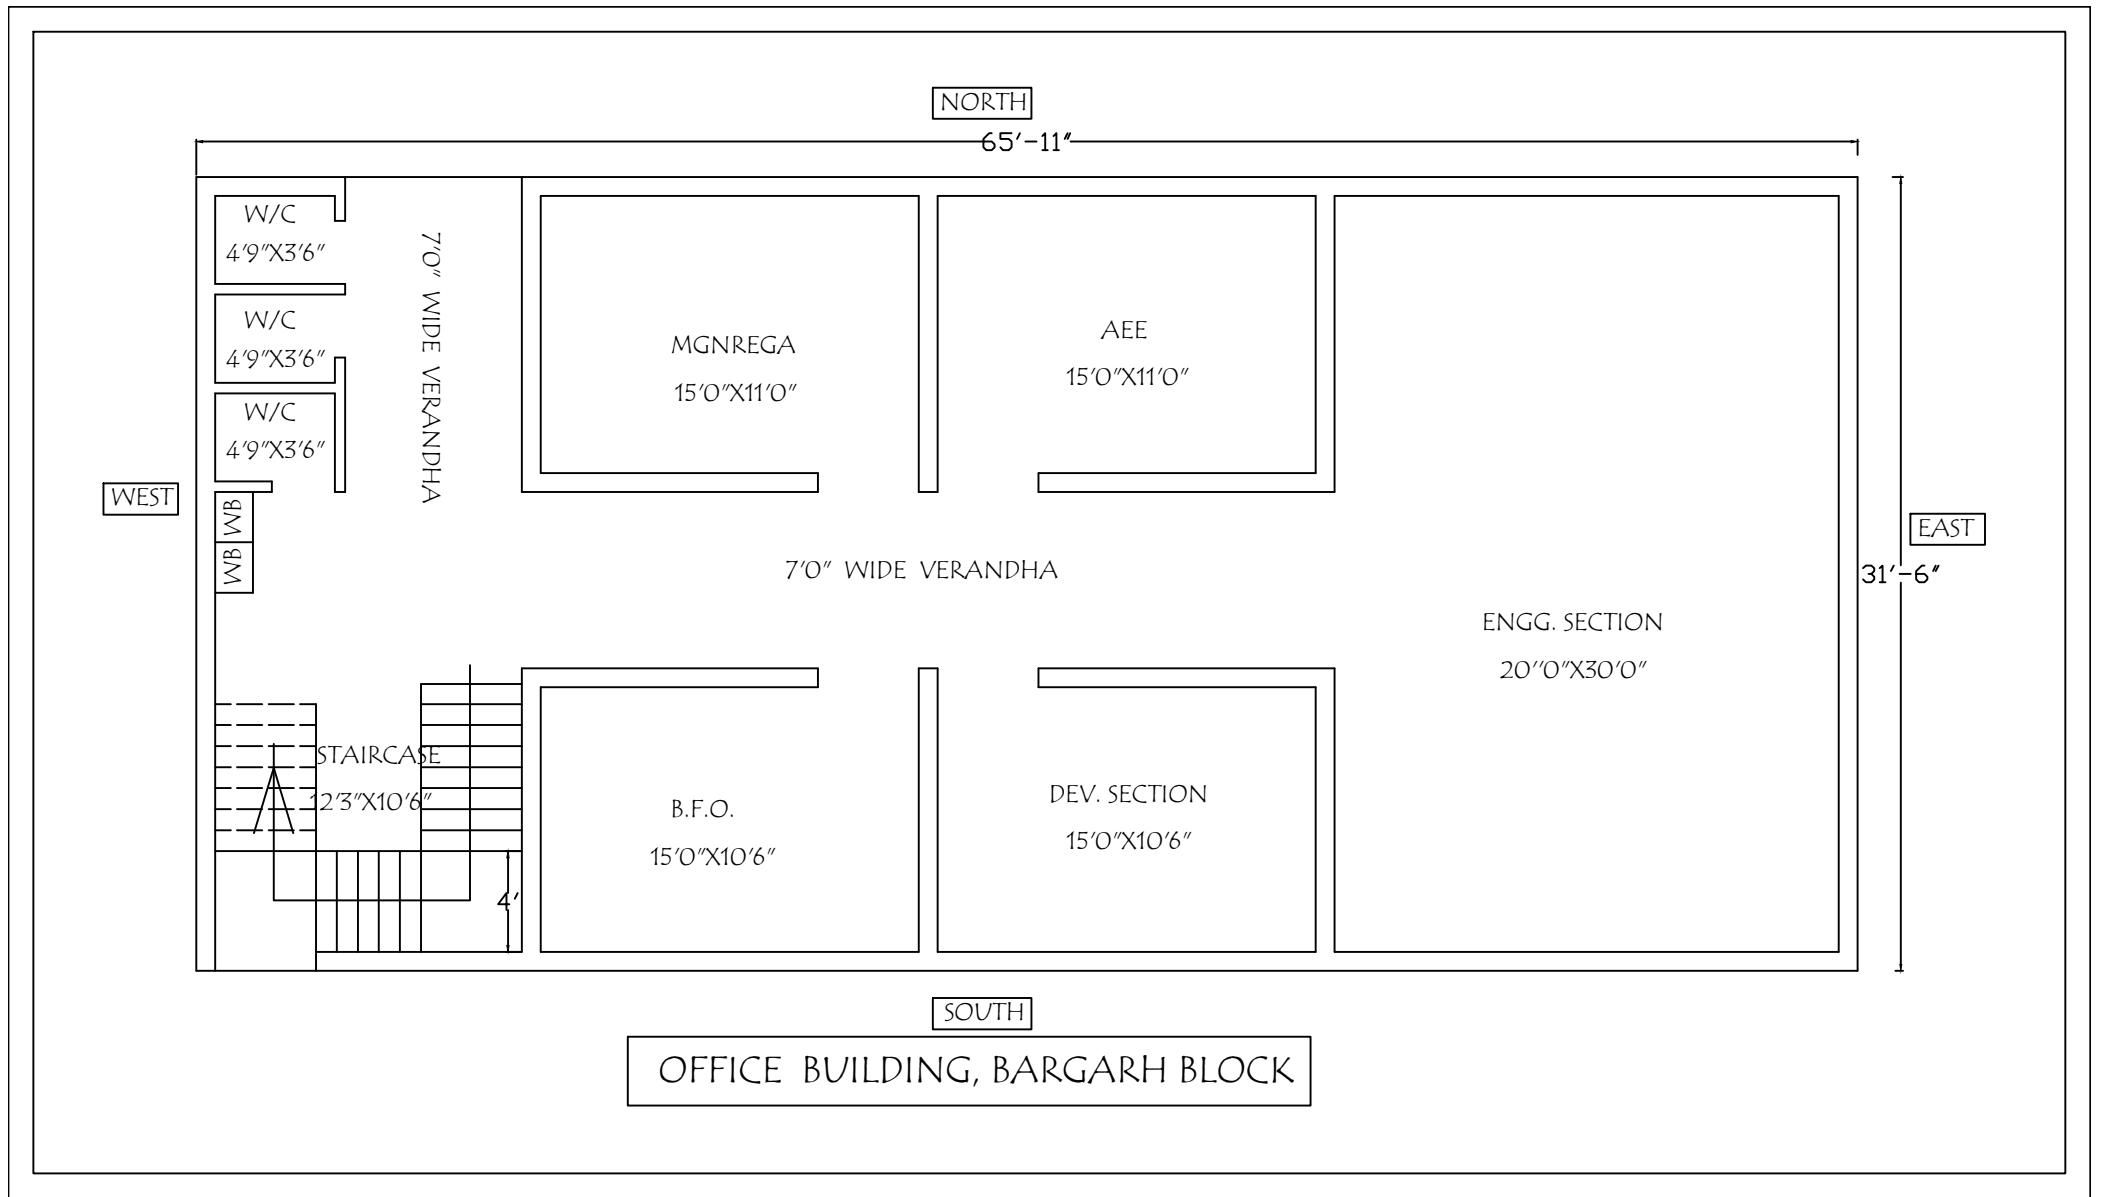 NORTH
65'-11"
W/C
4'9"X3'6"
W/C
4'9"X3'6"
W/C
4'9"X3'6"
7'0" WIDE VERANDHA
MGNREGA
15'0"X11'0"
AEE
15'0"X11'0"
WEST
WB
WB
EAST
31'-6"
7'0" WIDE VERANDHA
ENGG. SECTION
20''0"X30'0"
STAIRCASE
12'3"X10'6"
B.F.O.
15'0"X10'6"
DEV. SECTION
15'0"X10'6"
4'
SOUTH
OFFICE BUILDING, BARGARH BLOCK